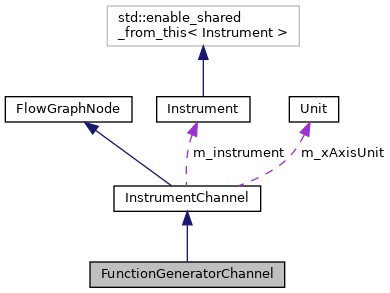 std::enable_shared
_from_this< Instrument >
FlowGraphNode
Instrument
Unit
m_instrument
m_xAxisUnit
InstrumentChannel
FunctionGeneratorChannel